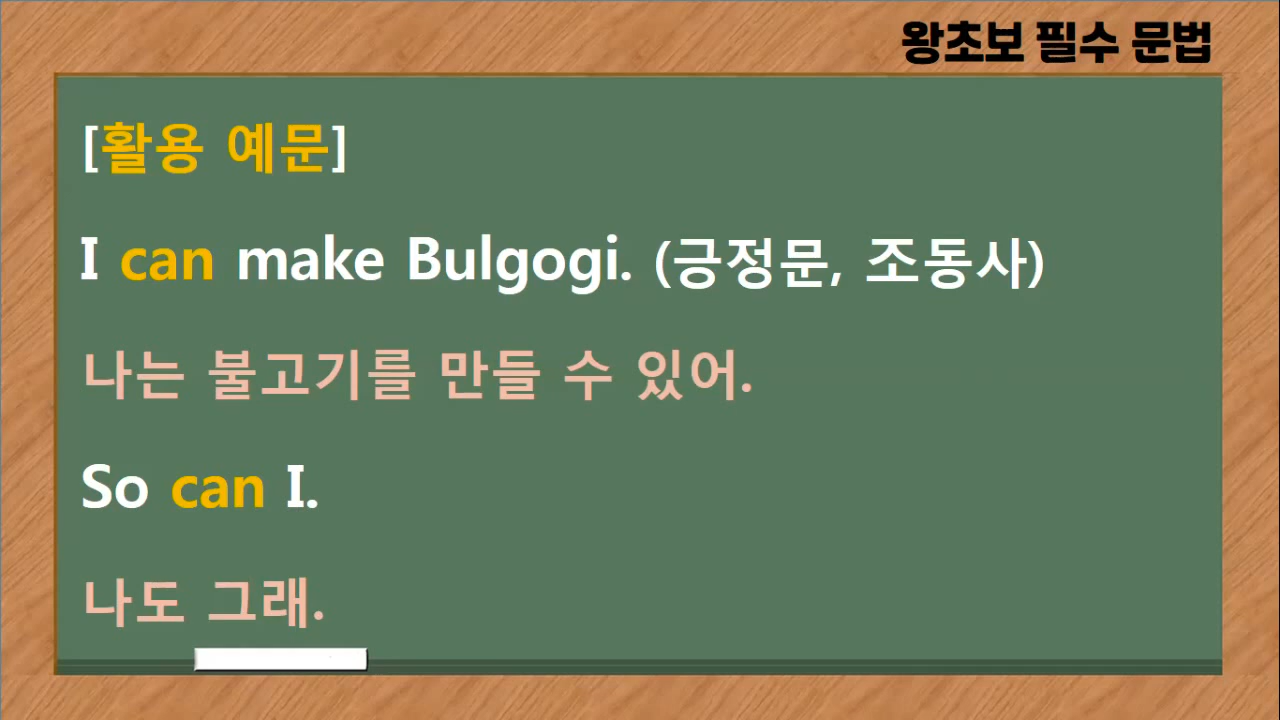 왕초보 필수 문법
[활용 예문]
I can make Bulgogi. (긍정문, 조동사)
나는 불고기를 만들 수 있어.
So can I.
나도 그래.